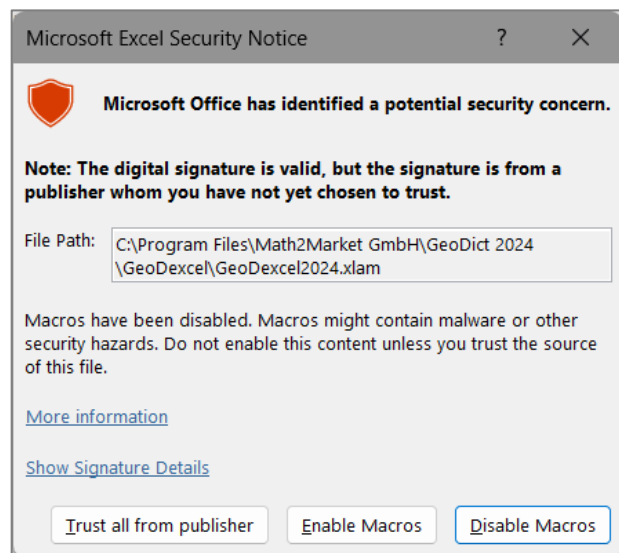 Microsoft Excel Security Notice ?
Microsoft Office has identified a potential security concern.
Note: The digital signature is valid, but the signature is from a
publisher whom you have not yet chosen to trust.
File Path: C:\Program Files\Math2Market GmbH\GeoDict 2024
\GeoDexcel\GeoDexcel2024.xlam
Macros have been disabled. Macros might contain malware or other
security hazards. Do not enable this content unless you trust the source
of this file.
More information
Show Signature Details
Trust all from publisher Enable Macros Disable Macros